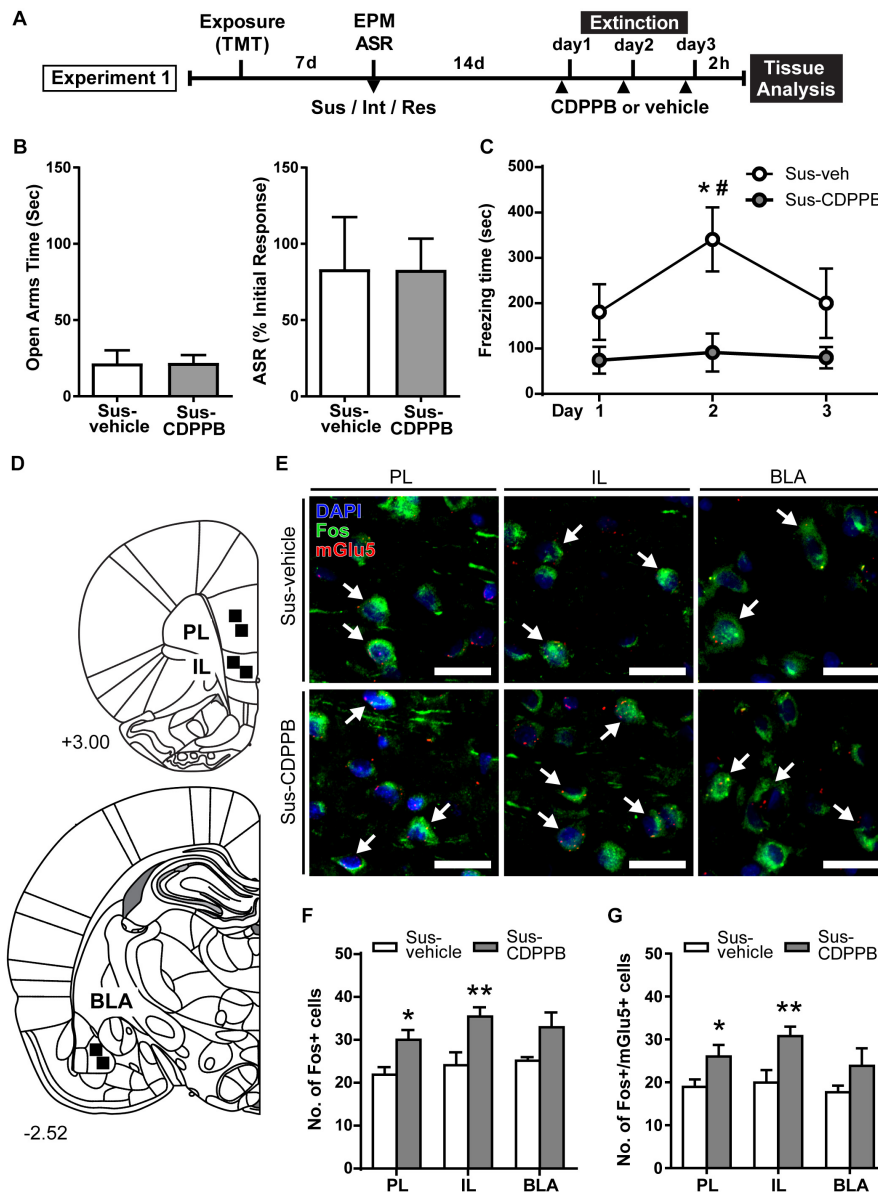 A
Exposure
(TMT)
EPM
ASR
Extinction
day1
day2
day3
7d
14d
2h
Experiment 1
Tissue
Analysis
Sus / Int / Res
CDPPB or vehicle
B
150
100
50
0
Open Arms Time (Sec)
Sus-
vehicle
Sus-
CDPPB
150
100
50
0
ASR (% Initial Response)
Sus-
vehicle
Sus-
CDPPB
C
500
400
300
200
100
0
Freezing time (sec)
* #
Sus-veh
Sus-CDPPB
Day 1 2 3
D
PL
IL
+3.00
BLA
-2.52
E
PL
IL
BLA
Sus-vehicle
DAPI
Fos
mGlu5
Sus-CDPPB
F
Sus-
vehicle
Sus-
CDPPB
50
40
30
20
10
0
No. of Fos+ cells
*
**
PL IL BLA
G
Sus-
vehicle
Sus-
CDPPB
50
40
30
20
10
0
No. of Fos+/mGlu5+ cells
*
**
PL IL BLA